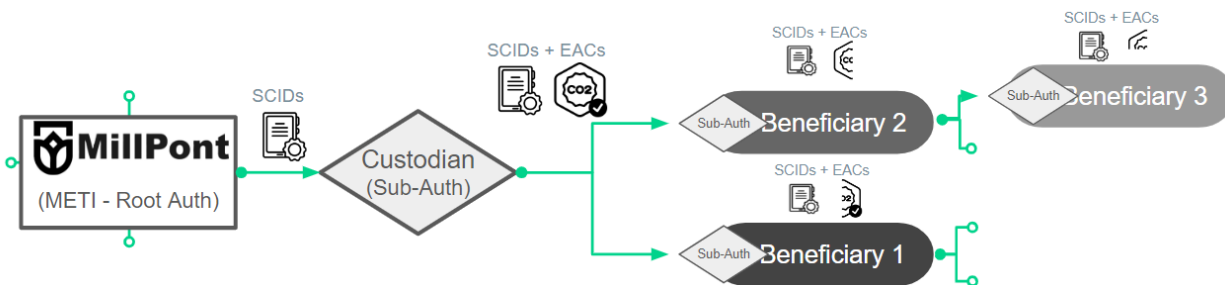 SCIDs
MillPont
(METI - Root Auth)
SCIDs + EACs
CO2
Custodian
(Sub-Auth)
SCIDs + EACs
Sub-Auth
Beneficiary 2
SCIDs + EACs
Sub-Auth
Beneficiary 3
SCIDs + EACs
Sub-Auth
Beneficiary 1